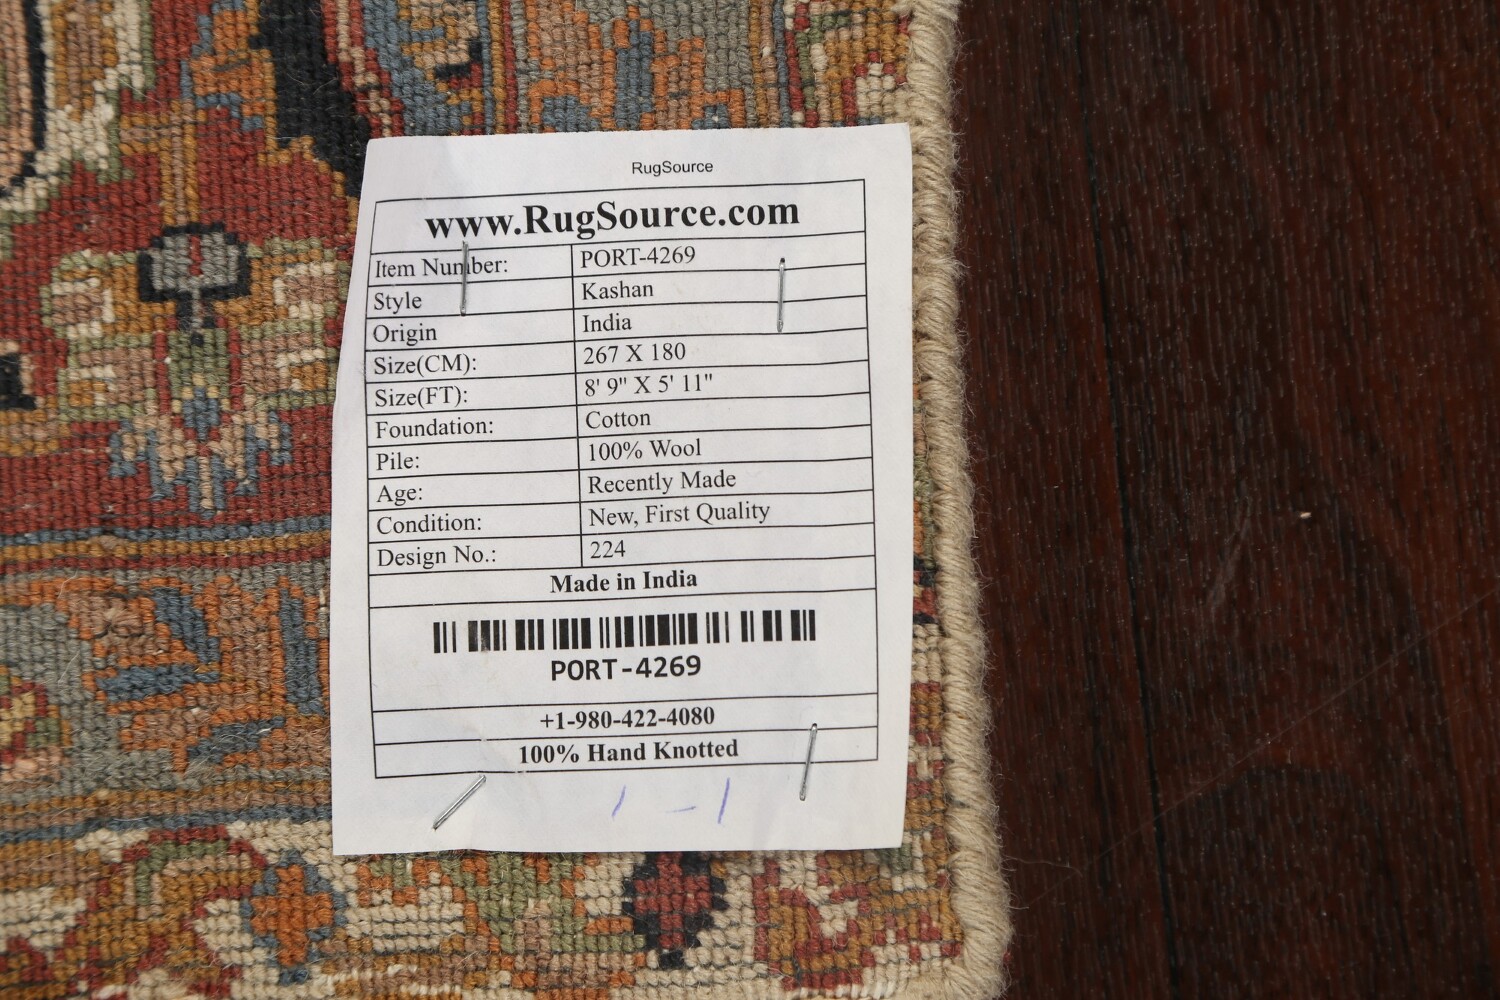 RugSource
www.RugSource.com
Item Number: PORT-4269
Style Kashan
Origin India
Size(CM): 267 X 180
Size(FT): 8' 9" X 5' 11"
Foundation: Cotton
Pile: 100% Wool
Age: Recently Made
Condition: New, First Quality
Design No.: 224
Made in India
PORT-4269
+1-980-422-4080
100% Hand Knotted
1 - 1